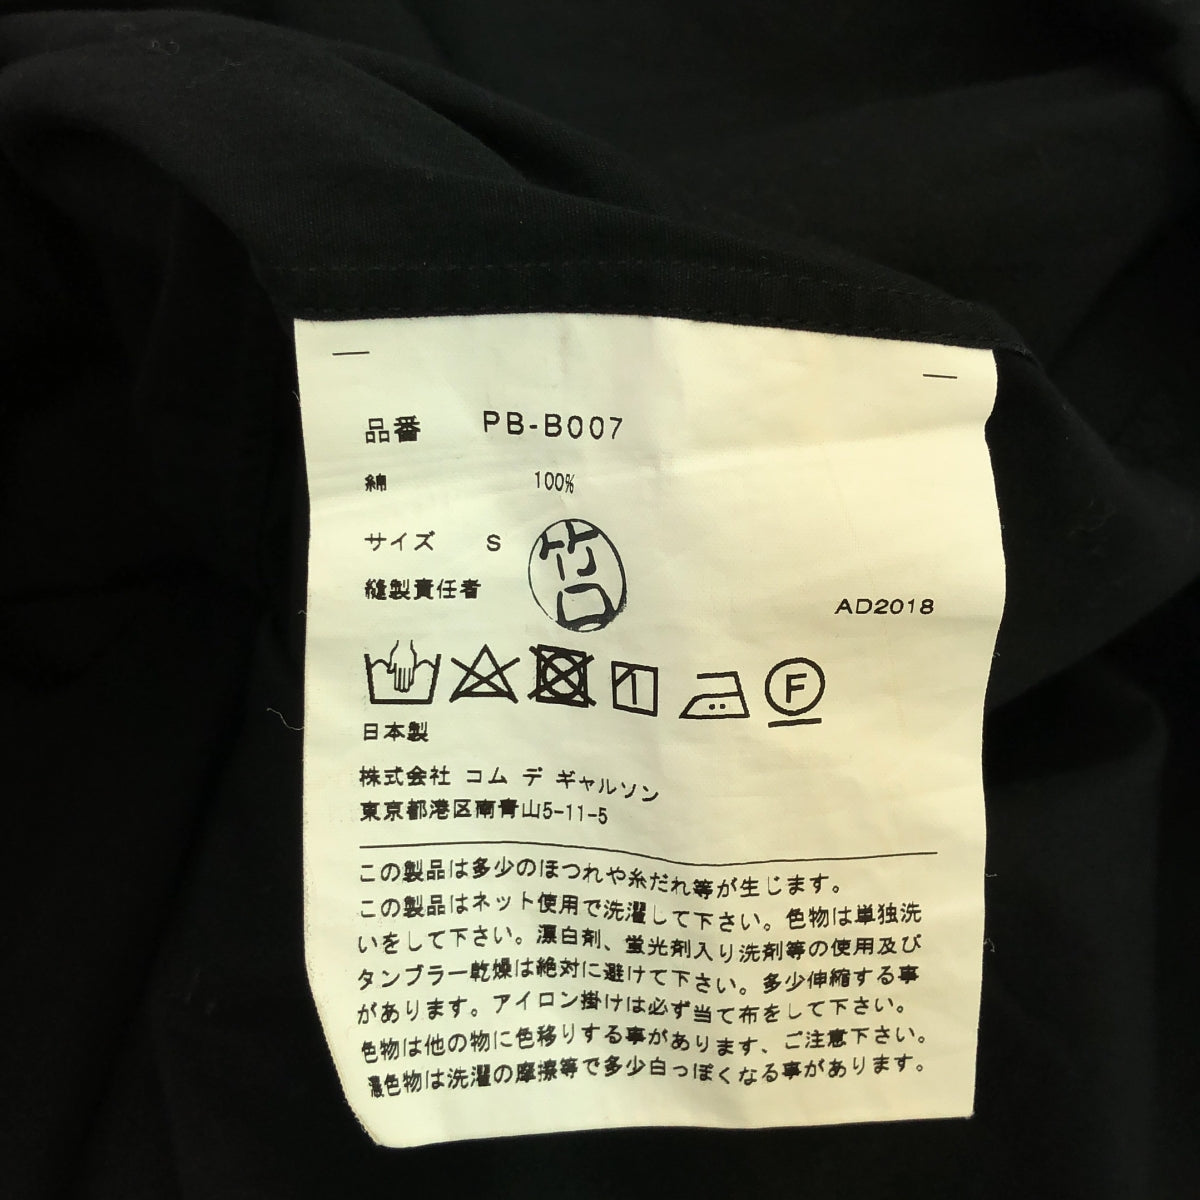 品番 PB-B007
綿 100%
サイズ S
竹口
縫製責任者
AD2018
F
日本製
株式会社 コム デ ギャルソン
東京都港区南青山5-11-5
この製品は多少のほつれや糸だれ等が生じます。
この製品はネット使用で洗濯して下さい。色物は単独洗
いをして下さい。漂白剤、蛍光剤入り洗剤等の使用及び
タンブラー乾燥は絶対に避けて下さい。多少伸縮する事
があります。アイロン掛けは必ず当て布をして下さい。
色物は他の物に色移りする事があります、ご注意下さい。
濃色物は洗濯の摩擦等で多少白っぽくなる事があります。